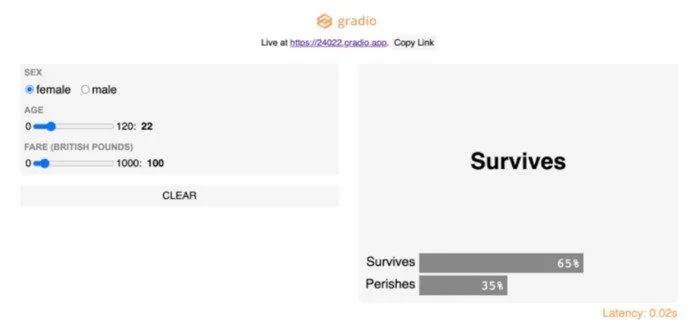 gradio
Live at https://24022.gradio.app. Copy Link
SEX
female male
AGE
0 120: 22
FARE (BRITISH POUNDS)
0 1000: 100
CLEAR
Survives
Survives 65%
Perishes 35%
Latency: 0.02s